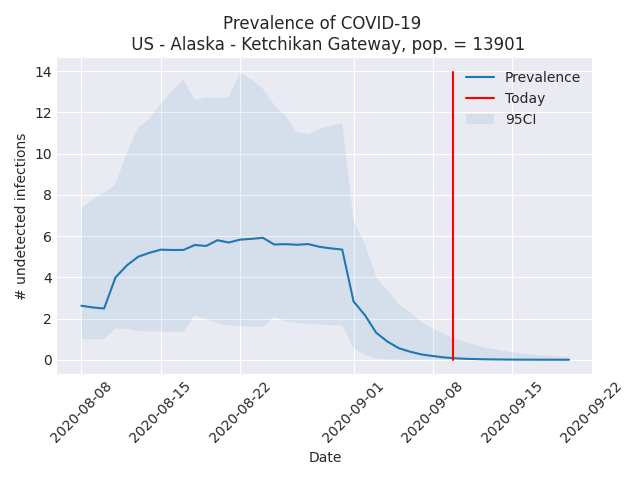 Prevalence of COVID-19
US - Alaska - Ketchikan Gateway, pop. = 13901
14
12
10
8
6
4
2
0
# undetected infections
Prevalence
Today
95CI
2020-08-08
2020-08-15
2020-08-22
2020-09-01
2020-09-08
2020-09-15
2020-09-22
Date